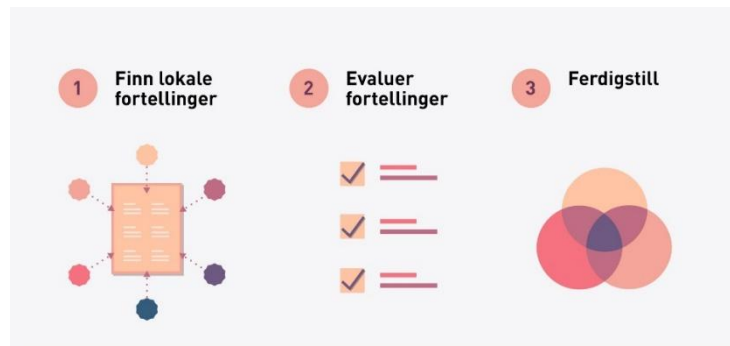 1
Finn lokale
fortellinger
2
Evaluer
fortellinger
3
Ferdigstill